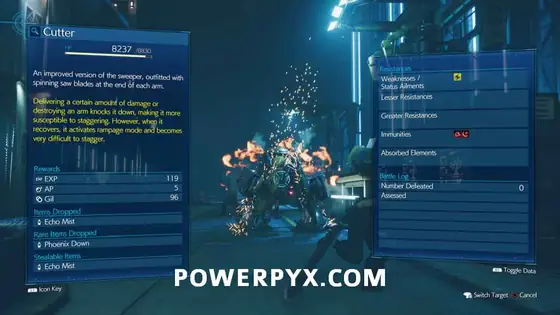 Cutter
HP 8237/8830
An improved version of the sweeper, outfitted with
spinning saw blades at the end of each arm.
Delivering a certain amount of damage or
destroying an arm knocks it down, making it more
susceptible to staggering. However, when it
recovers, it activates rampage mode and becomes
very difficult to stagger.
Rewards
EXP 119
AP 5
Gil 96
Items Dropped
Echo Mist
Rare Items Dropped
Phoenix Down
Stealable Items
Echo Mist
Icon Key
Resistances
Weaknesses /
Status Ailments
Lesser Resistances
Greater Resistances
Immunities
Absorbed Elements
Battle Log
Number Defeated 0
Assessed
Toggle Data
Switch Target
Cancel
POWERPYX.COM